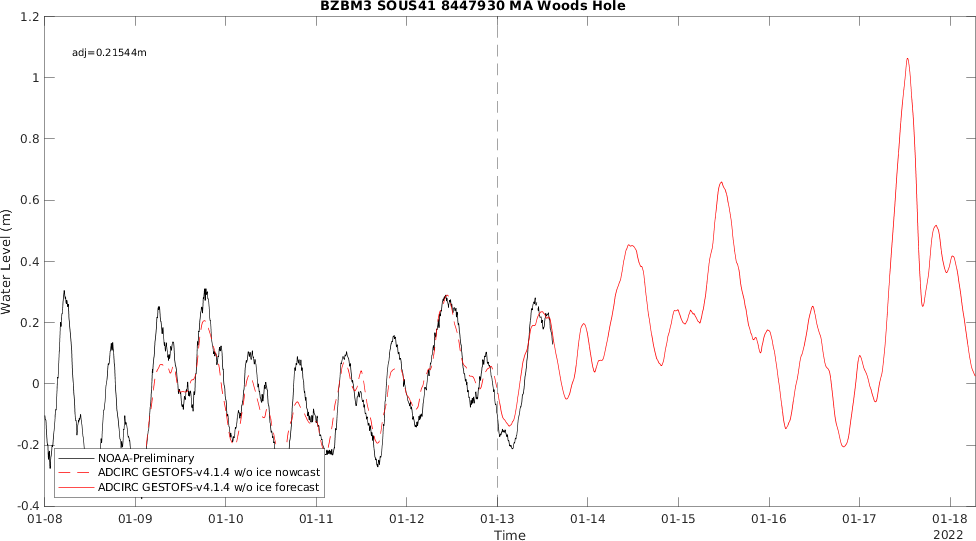 BZBM3 SOUS41 8447930 MA Woods Hole
adj=0.21544m
1.2
1
0.8
0.6
0.4
0.2
0
-0.2
-0.4
Water Level (m)
NOAA-Preliminary
ADCIRC GESTOFS-v4.1.4 w/o ice nowcast
ADCIRC GESTOFS-v4.1.4 w/o ice forecast
01-08 01-09 01-10 01-11 01-12 01-13 01-14 01-15 01-16 01-17 01-18
Time 2022